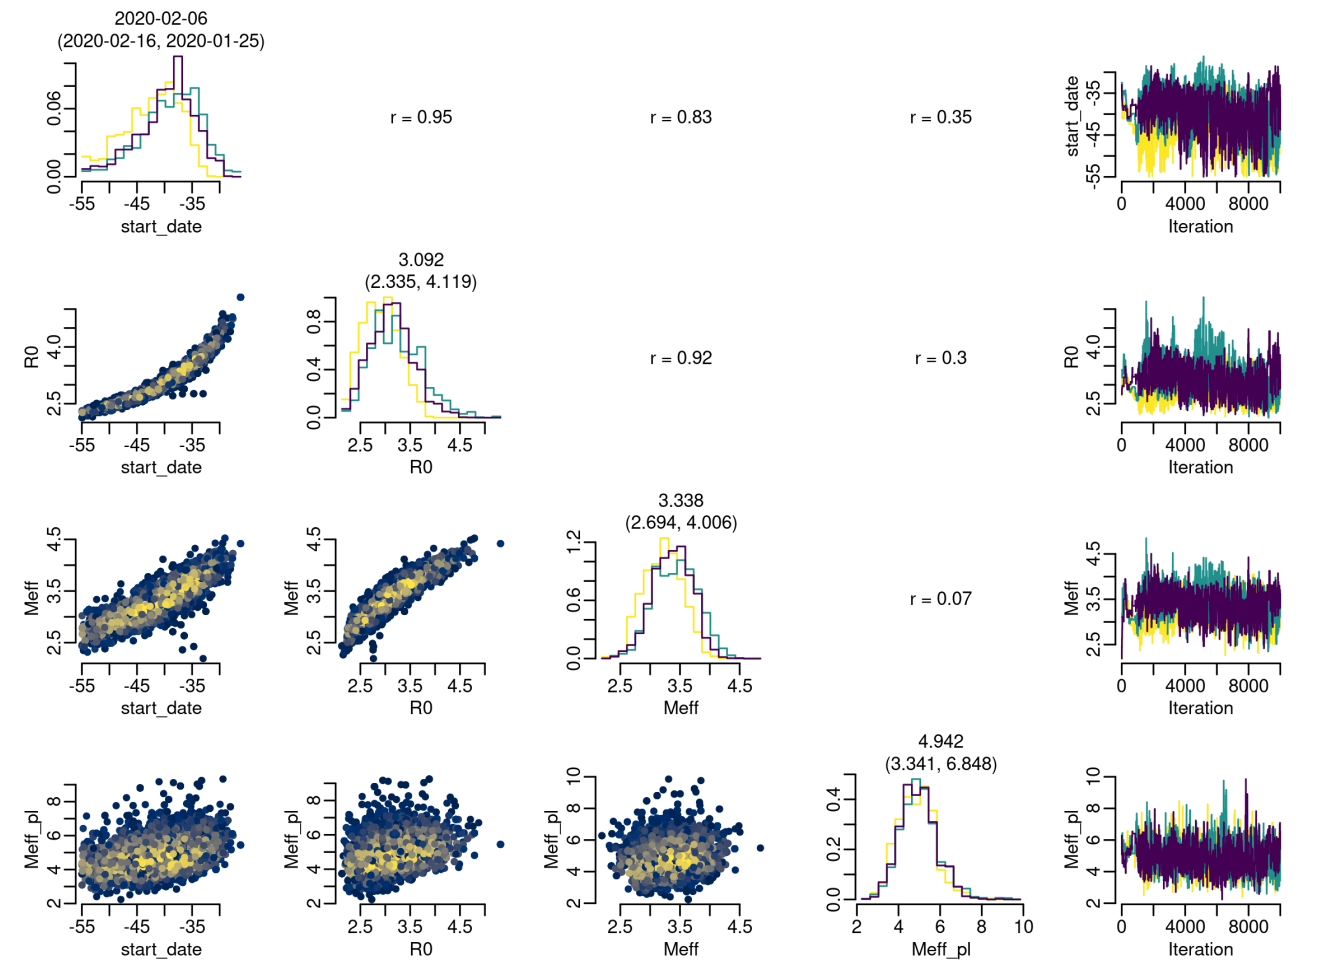 2020-02-06
(2020-02-16, 2020-01-25)
0.00 0.06
-55 -45 -35
start_date
r = 0.95
r = 0.83
r = 0.35
start_date
-55 -45 -35
0 4000 8000
Iteration
R0
2.5 4.0
-55 -45 -35
start_date
3.092
(2.335, 4.119)
0.0 0.4 0.8
2.5 3.5 4.5
R0
r = 0.92
r = 0.3
R0
2.5 4.0
0 4000 8000
Iteration
Meff
2.5 3.5 4.5
-55 -45 -35
start_date
Meff
2.5 3.5 4.5
2.5 3.5 4.5
R0
3.338
(2.694, 4.006)
0.0 0.6 1.2
2.5 3.5 4.5
Meff
r = 0.07
Meff
2.5 3.5 4.5
0 4000 8000
Iteration
Meff_pl
2 4 6 8
-55 -45 -35
start_date
Meff_pl
2 4 6 8
2.5 3.5 4.5
R0
Meff_pl
2 4 6 8 10
2.5 3.5 4.5
Meff
4.942
(3.341, 6.848)
0.0 0.2 0.4
2 4 6 8 10
Meff_pl
Meff_pl
2 4 6 8 10
0 4000 8000
Iteration